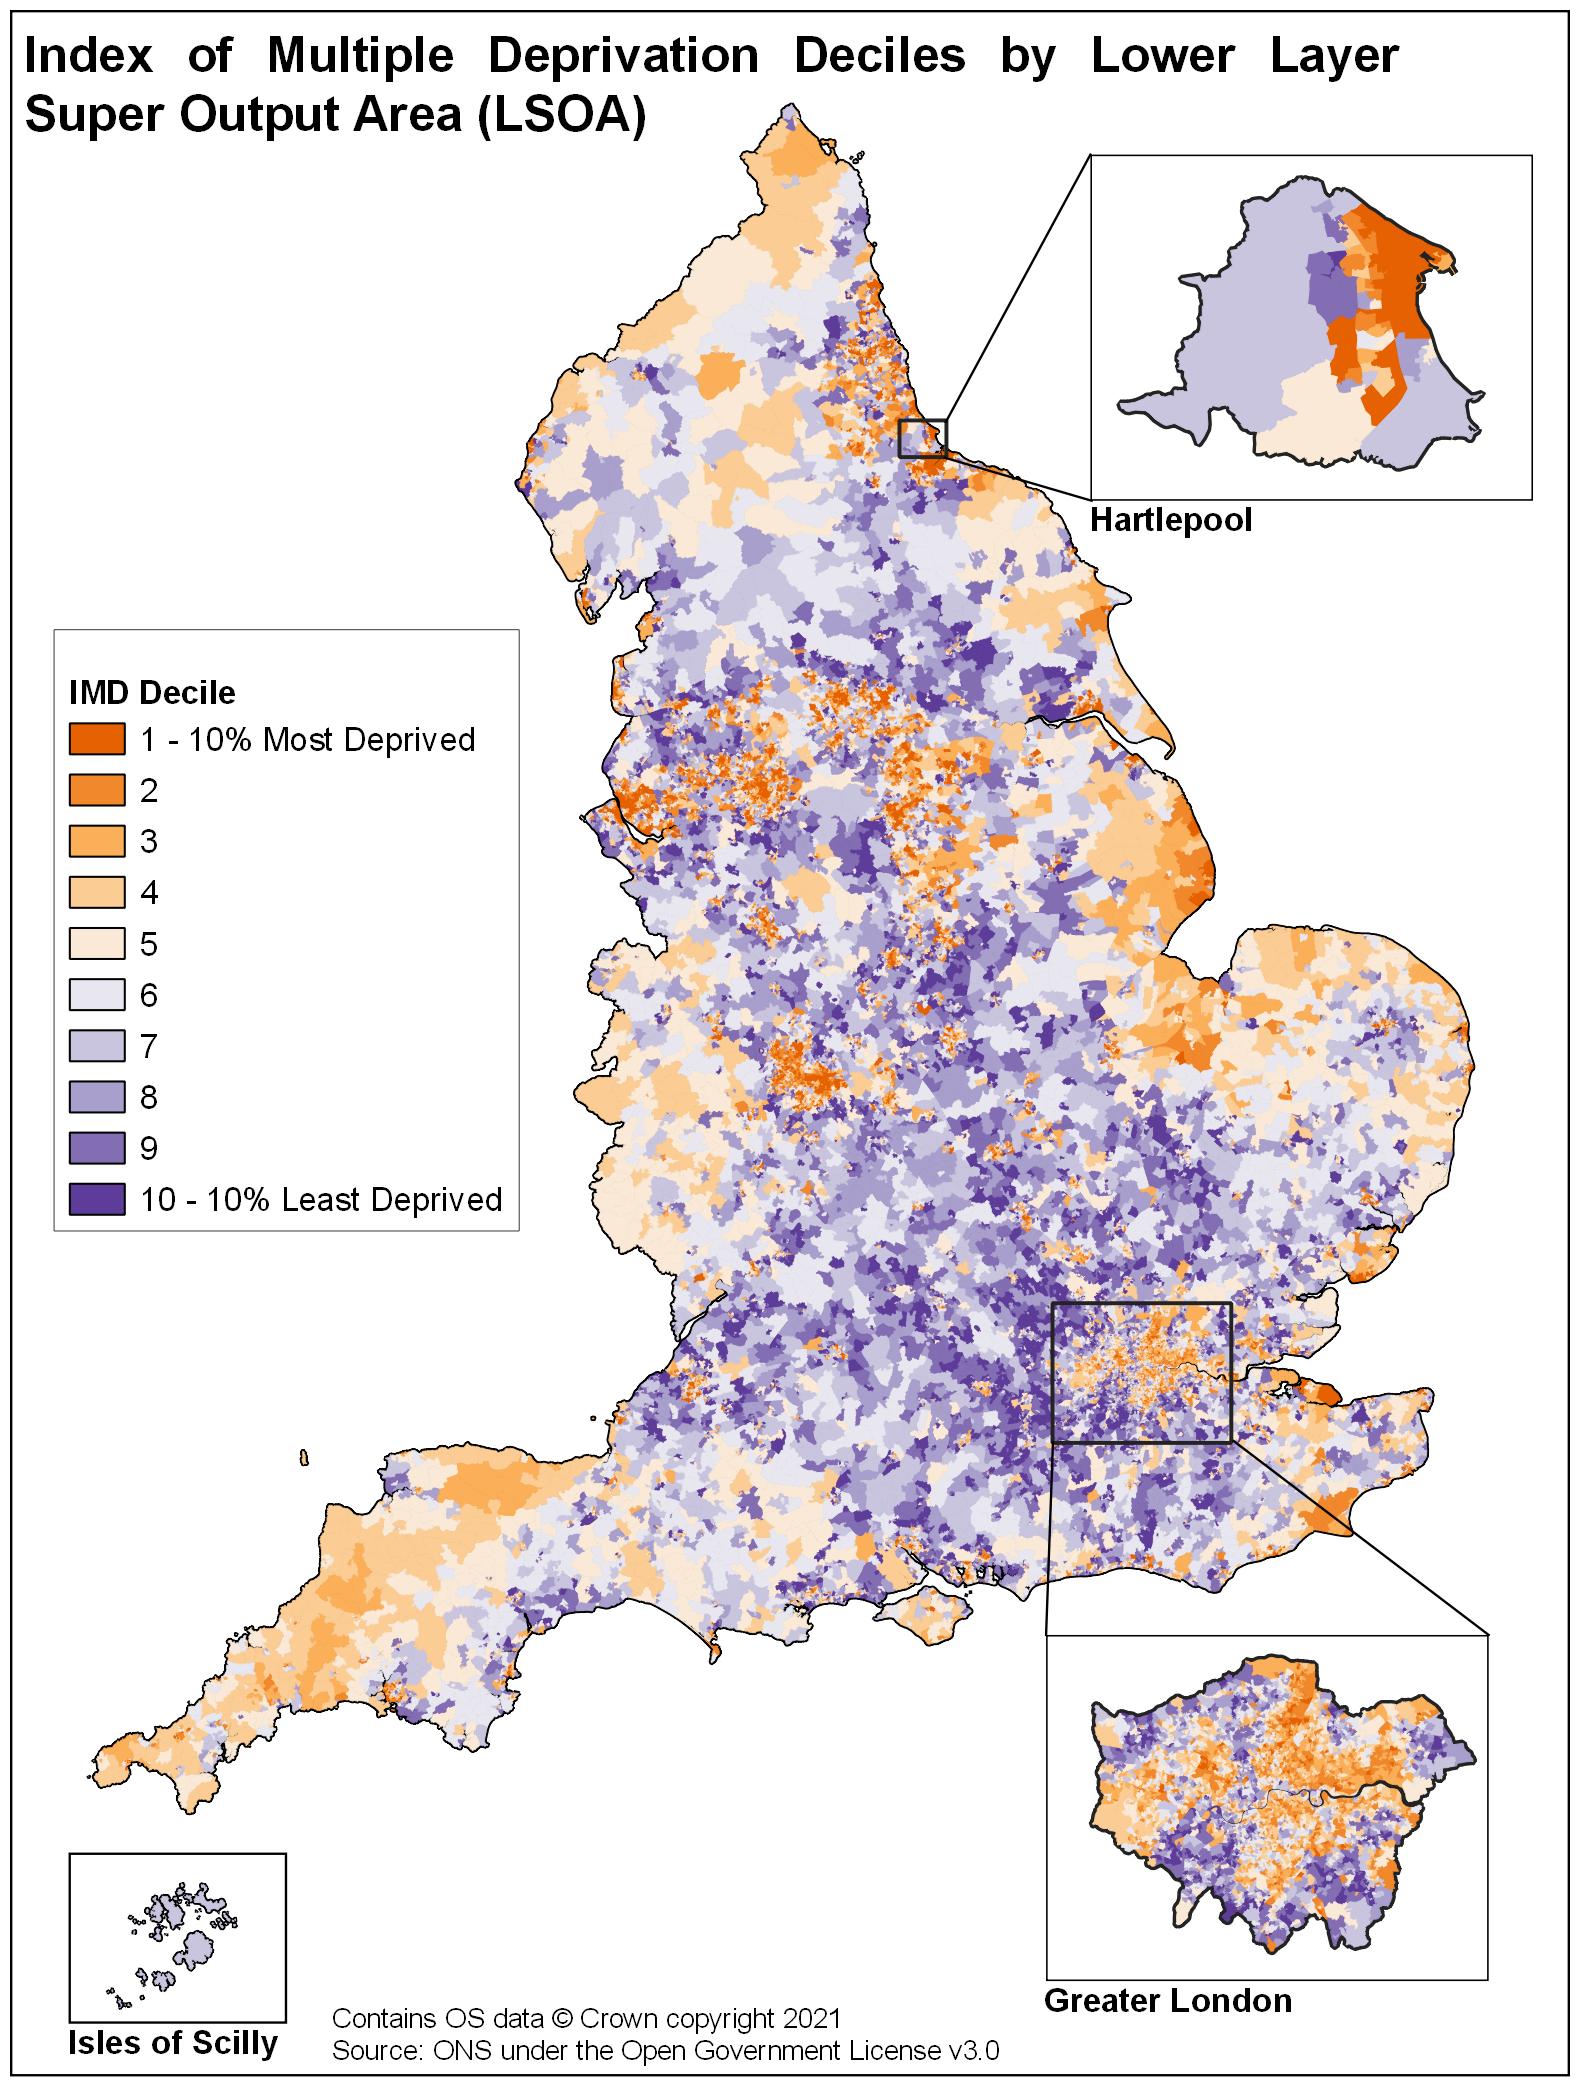 Index of Multiple Deprivation Deciles by Lower Layer
Super Output Area (LSOA)
Hartlepool
IMD Decile
1 - 10% Most Deprived
2
3
4
5
6
7
8
9
10 - 10% Least Deprived
Greater London
Isles of Scilly
Contains OS data © Crown copyright 2021
Source: ONS under the Open Government License v3.0